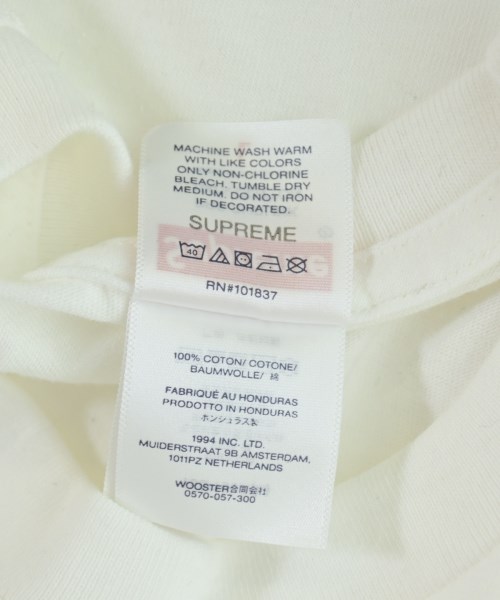 MACHINE WASH WARM
WITH LIKE COLORS
ONLY NON-CHLORINE
BLEACH. TUMBLE DRY
MEDIUM. DO NOT IRON
IF DECORATED.
SUPREME
40
RN#101837
100% COTON/ COTONE/
BAUMWOLLE/ 綿
FABRIQUÉ AU HONDURAS
PRODOTTO IN HONDURAS
ホンジュラス製
1994 INC. LTD.
MUIDERSTRAAT 9B AMSTERDAM,
1011PZ NETHERLANDS
WOOSTER合同会社
0570-057-300